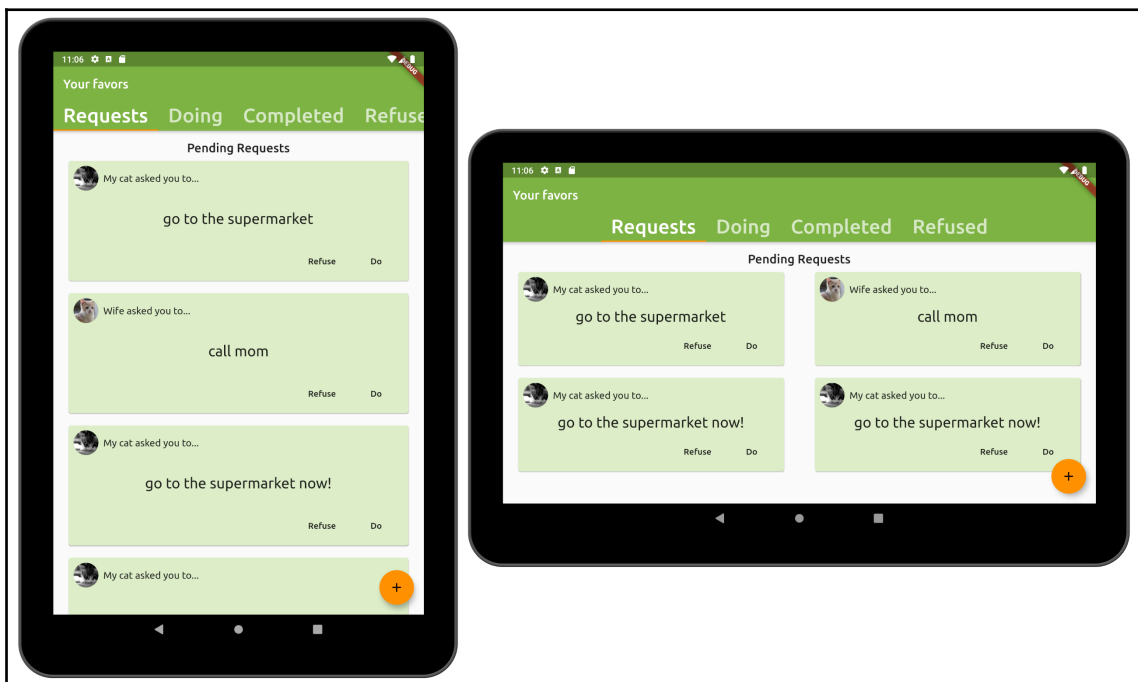 11:06
DEBUG
Your favors
Requests Doing Completed Refuse
Pending Requests
My cat asked you to...
go to the supermarket
Refuse Do
Wife asked you to...
call mom
Refuse Do
My cat asked you to...
go to the supermarket now!
Refuse Do
My cat asked you to...
+
11:06
DEBUG
Your favors
Requests Doing Completed Refused
Pending Requests
My cat asked you to...
go to the supermarket
Refuse Do
Wife asked you to...
call mom
Refuse Do
My cat asked you to...
go to the supermarket now!
Refuse Do
My cat asked you to...
go to the supermarket now!
Refuse Do
+